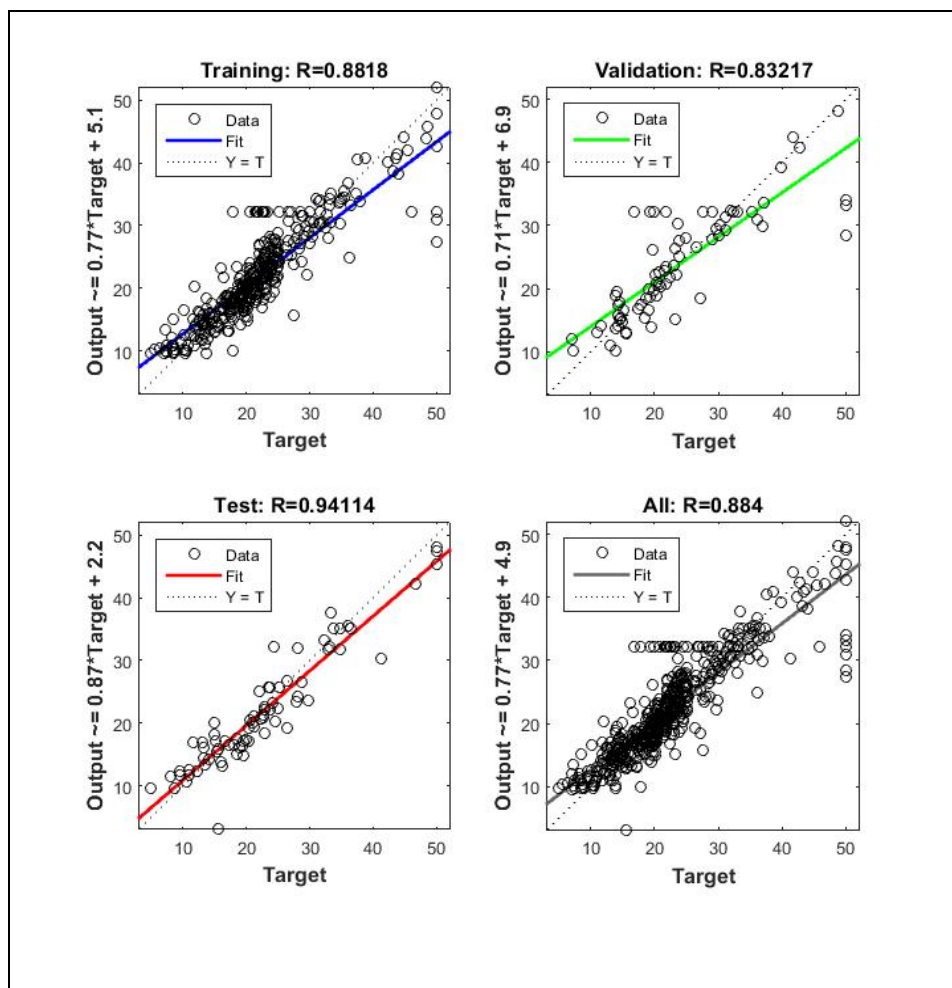 Training: R=0.8818
Output ~= 0.77*Target + 5.1
50
40
30
20
10
Data
Fit
Y = T
10 20 30 40 50
Target
Validation: R=0.83217
Output ~= 0.71*Target + 6.9
50
40
30
20
10
Data
Fit
Y = T
10 20 30 40 50
Target
Test: R=0.94114
Output ~= 0.87*Target + 2.2
50
40
30
20
10
Data
Fit
Y = T
10 20 30 40 50
Target
All: R=0.884
Output ~= 0.77*Target + 4.9
50
40
30
20
10
Data
Fit
Y = T
10 20 30 40 50
Target